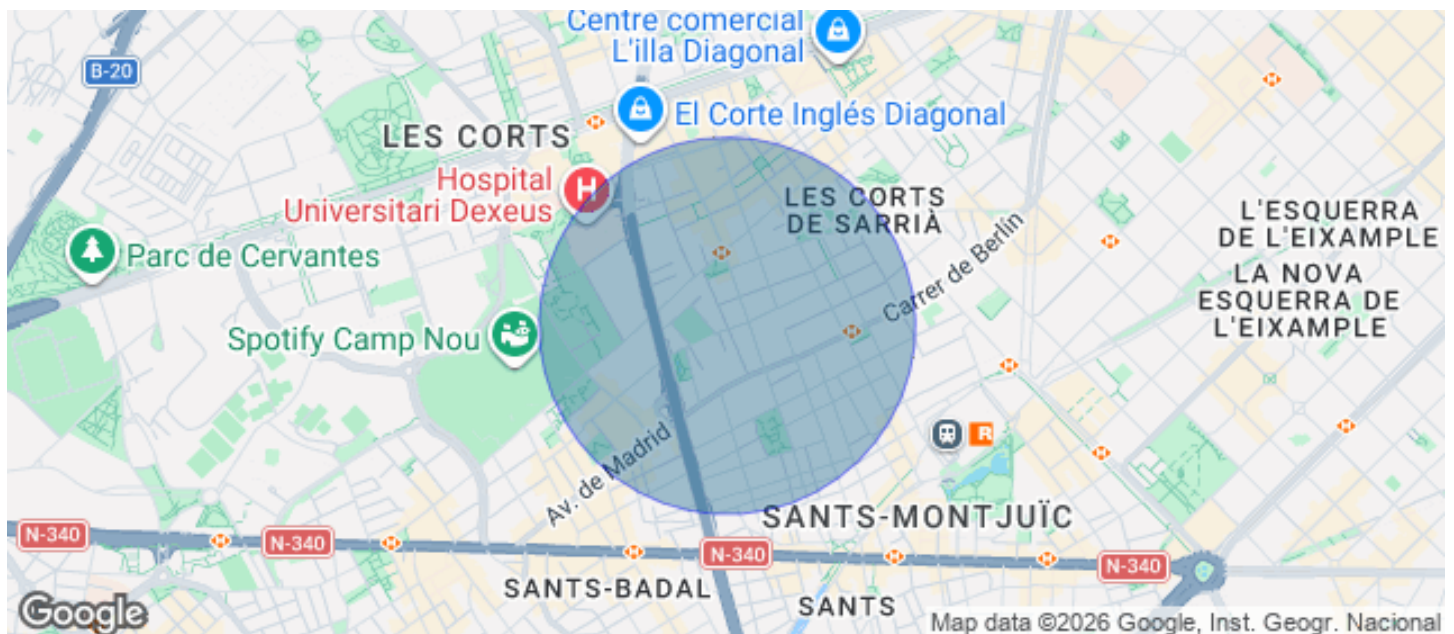 Centre comercial
L'illa Diagonal
B-20
El Corte Inglés Diagonal
LES CORTS
Hospital
Universitari Dexeus
H
LES CORTS
DE SARRIÀ
L'ESQUERRA
DE L'EIXAMPLE
Parc de Cervantes
Carrer de Berlín
LA NOVA
ESQUERRA DE
L'EIXAMPLE
Spotify Camp Nou
R
Av. de Madrid
SANTS-MONTJUÏC
N-340
N-340
N-340
N-340
SANTS-BADAL
SANTS
Google
Map data ©2026 Google, Inst. Geogr. Nacional